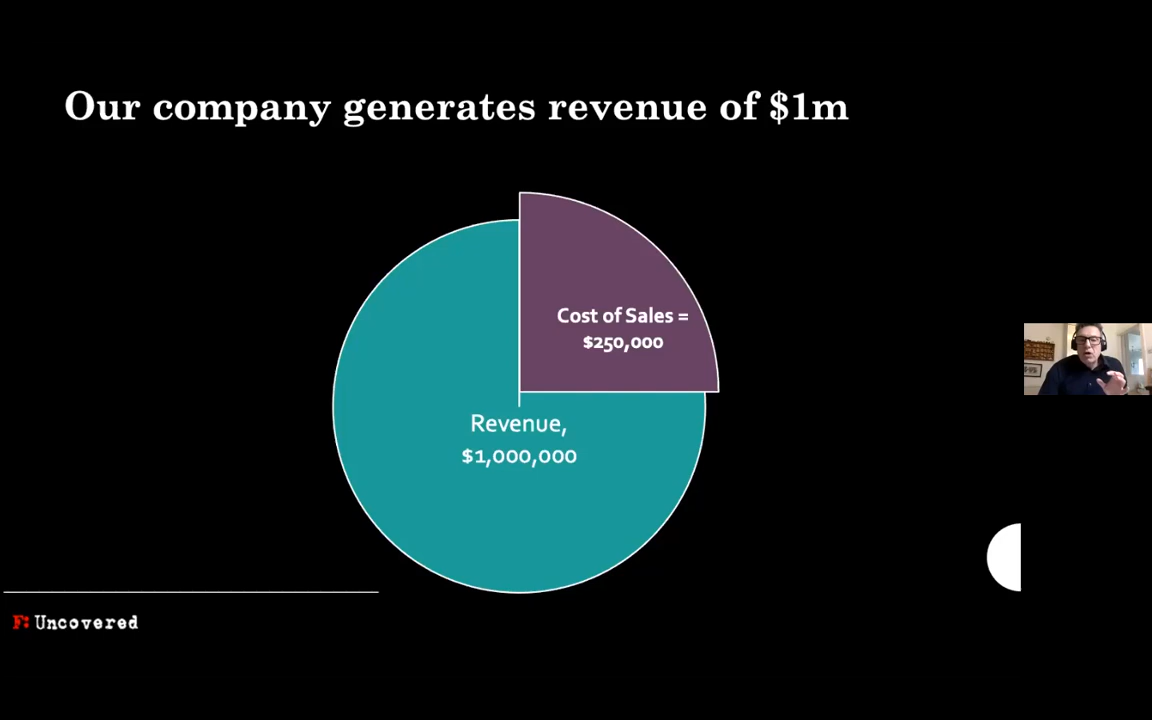 Our company generates revenue of $1m
Cost of Sales =
$250,000
Revenue,
$1,000,000
F: Uncovered